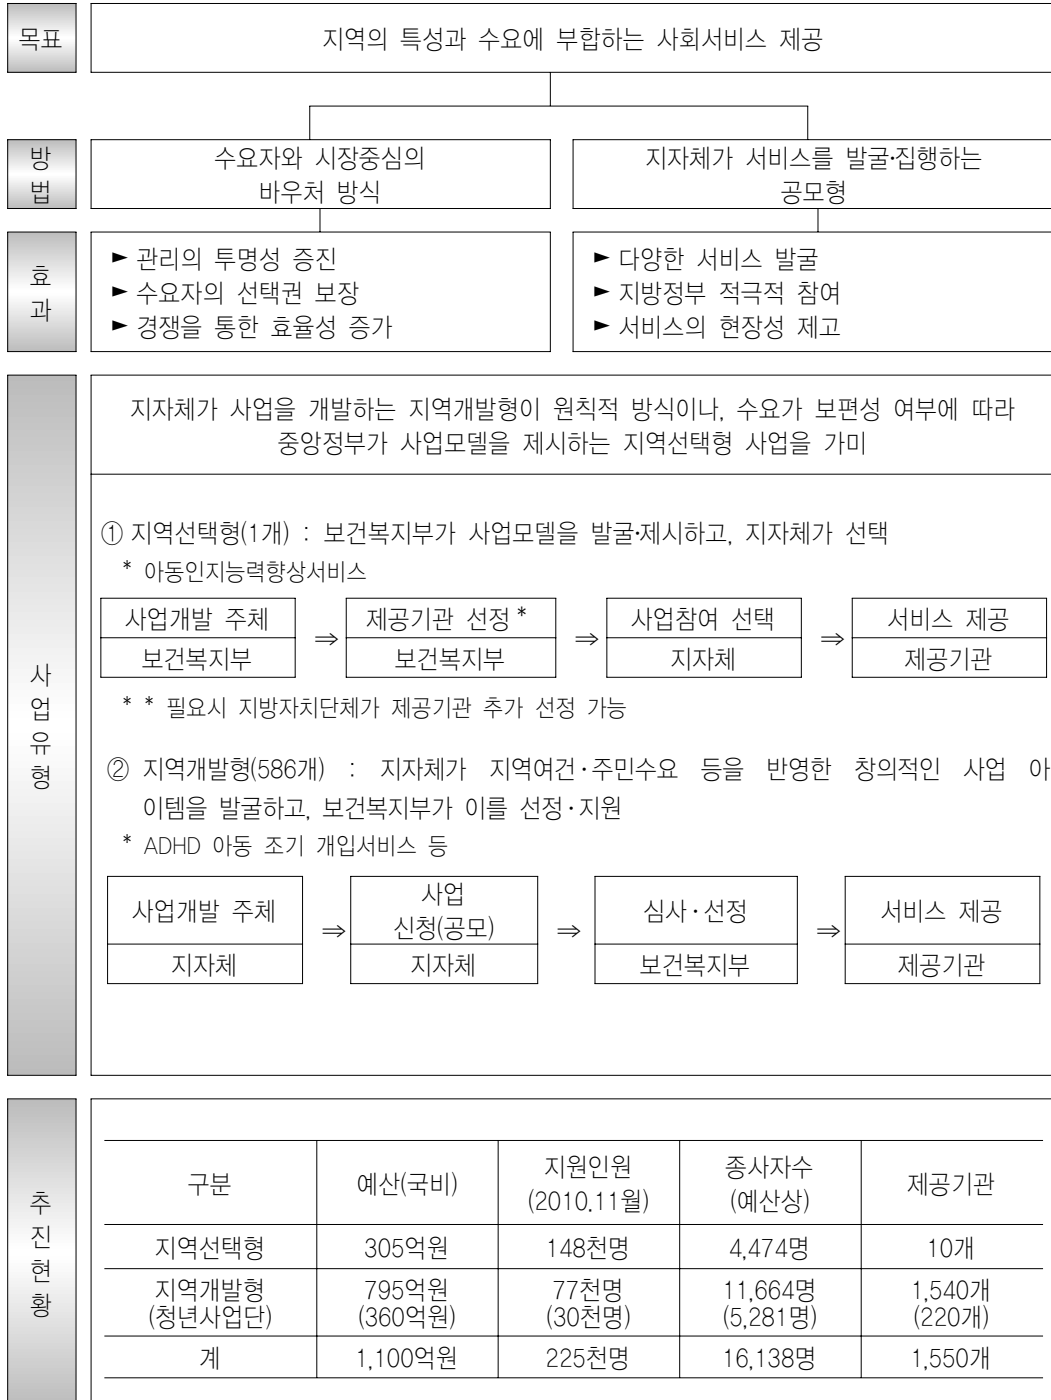 목표
지역의 특성과 수요에 부합하는 사회서비스 제공
방
법
수요자와 시장중심의
바우처 방식
지자체가 서비스를 발굴·집행하는
공모형
효
과
► 관리의 투명성 증진
► 수요자의 선택권 보장
► 경쟁을 통한 효율성 증가
► 다양한 서비스 발굴
► 지방정부 적극적 참여
► 서비스의 현장성 제고
사
업
유
형
지자체가 사업을 개발하는 지역개발형이 원칙적 방식이나, 수요가 보편성 여부에 따라
중앙정부가 사업모델을 제시하는 지역선택형 사업을 가미
① 지역선택형(1개) : 보건복지부가 사업모델을 발굴·제시하고, 지자체가 선택
* 아동인지능력향상서비스
사업개발 주체
보건복지부
⇒
제공기관 선정 *
보건복지부
⇒
사업참여 선택
지자체
⇒
서비스 제공
제공기관
* * 필요시 지방자치단체가 제공기관 추가 선정 가능
② 지역개발형(586개) : 지자체가 지역여건·주민수요 등을 반영한 창의적인 사업 아
이템을 발굴하고, 보건복지부가 이를 선정·지원
* ADHD 아동 조기 개입서비스 등
사업개발 주체
지자체
⇒
사업
신청(공모)
지자체
⇒
심사·선정
보건복지부
⇒
서비스 제공
제공기관
추
진
현
황
구분 예산(국비) 지원인원 (2010.11월) 종사자수 (예산상) 제공기관
지역선택형 305억원 148천명 4,474명 10개
지역개발형 795억원 77천명 11,664명 1,540개
(청년사업단) (360억원) (30천명) (5,281명) (220개)
계 1,100억원 225천명 16,138명 1,550개